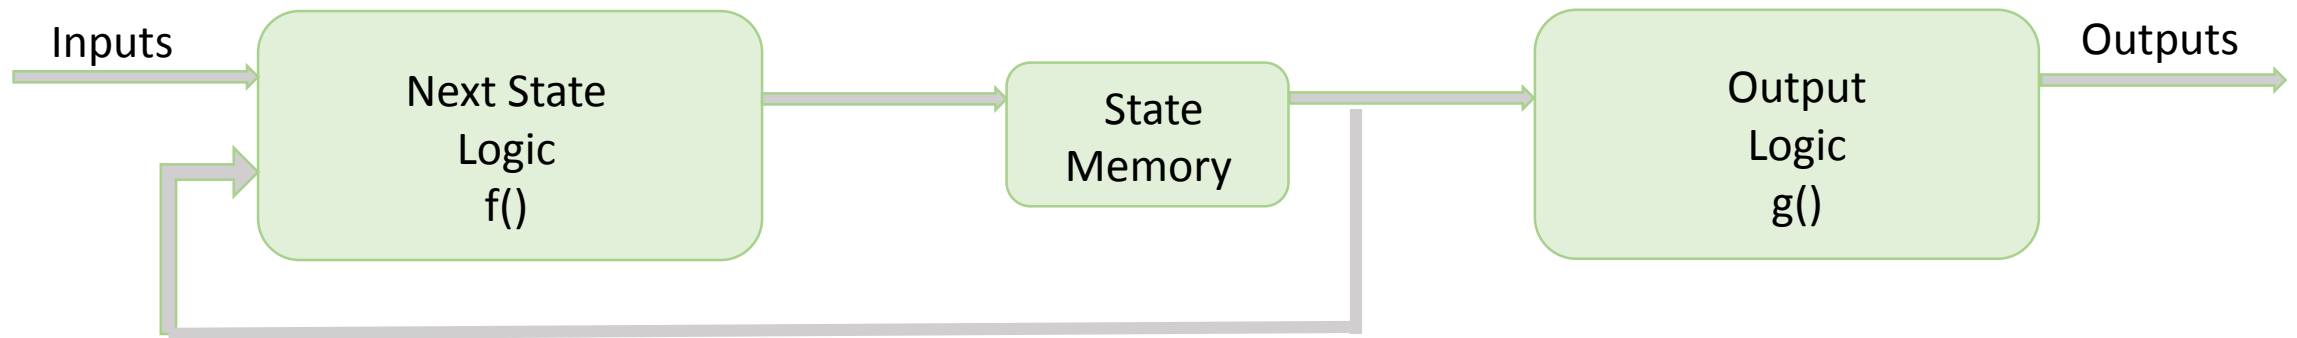 Inputs
Next State
Logic
f()
State
Memory
Output
Logic
g()
Outputs